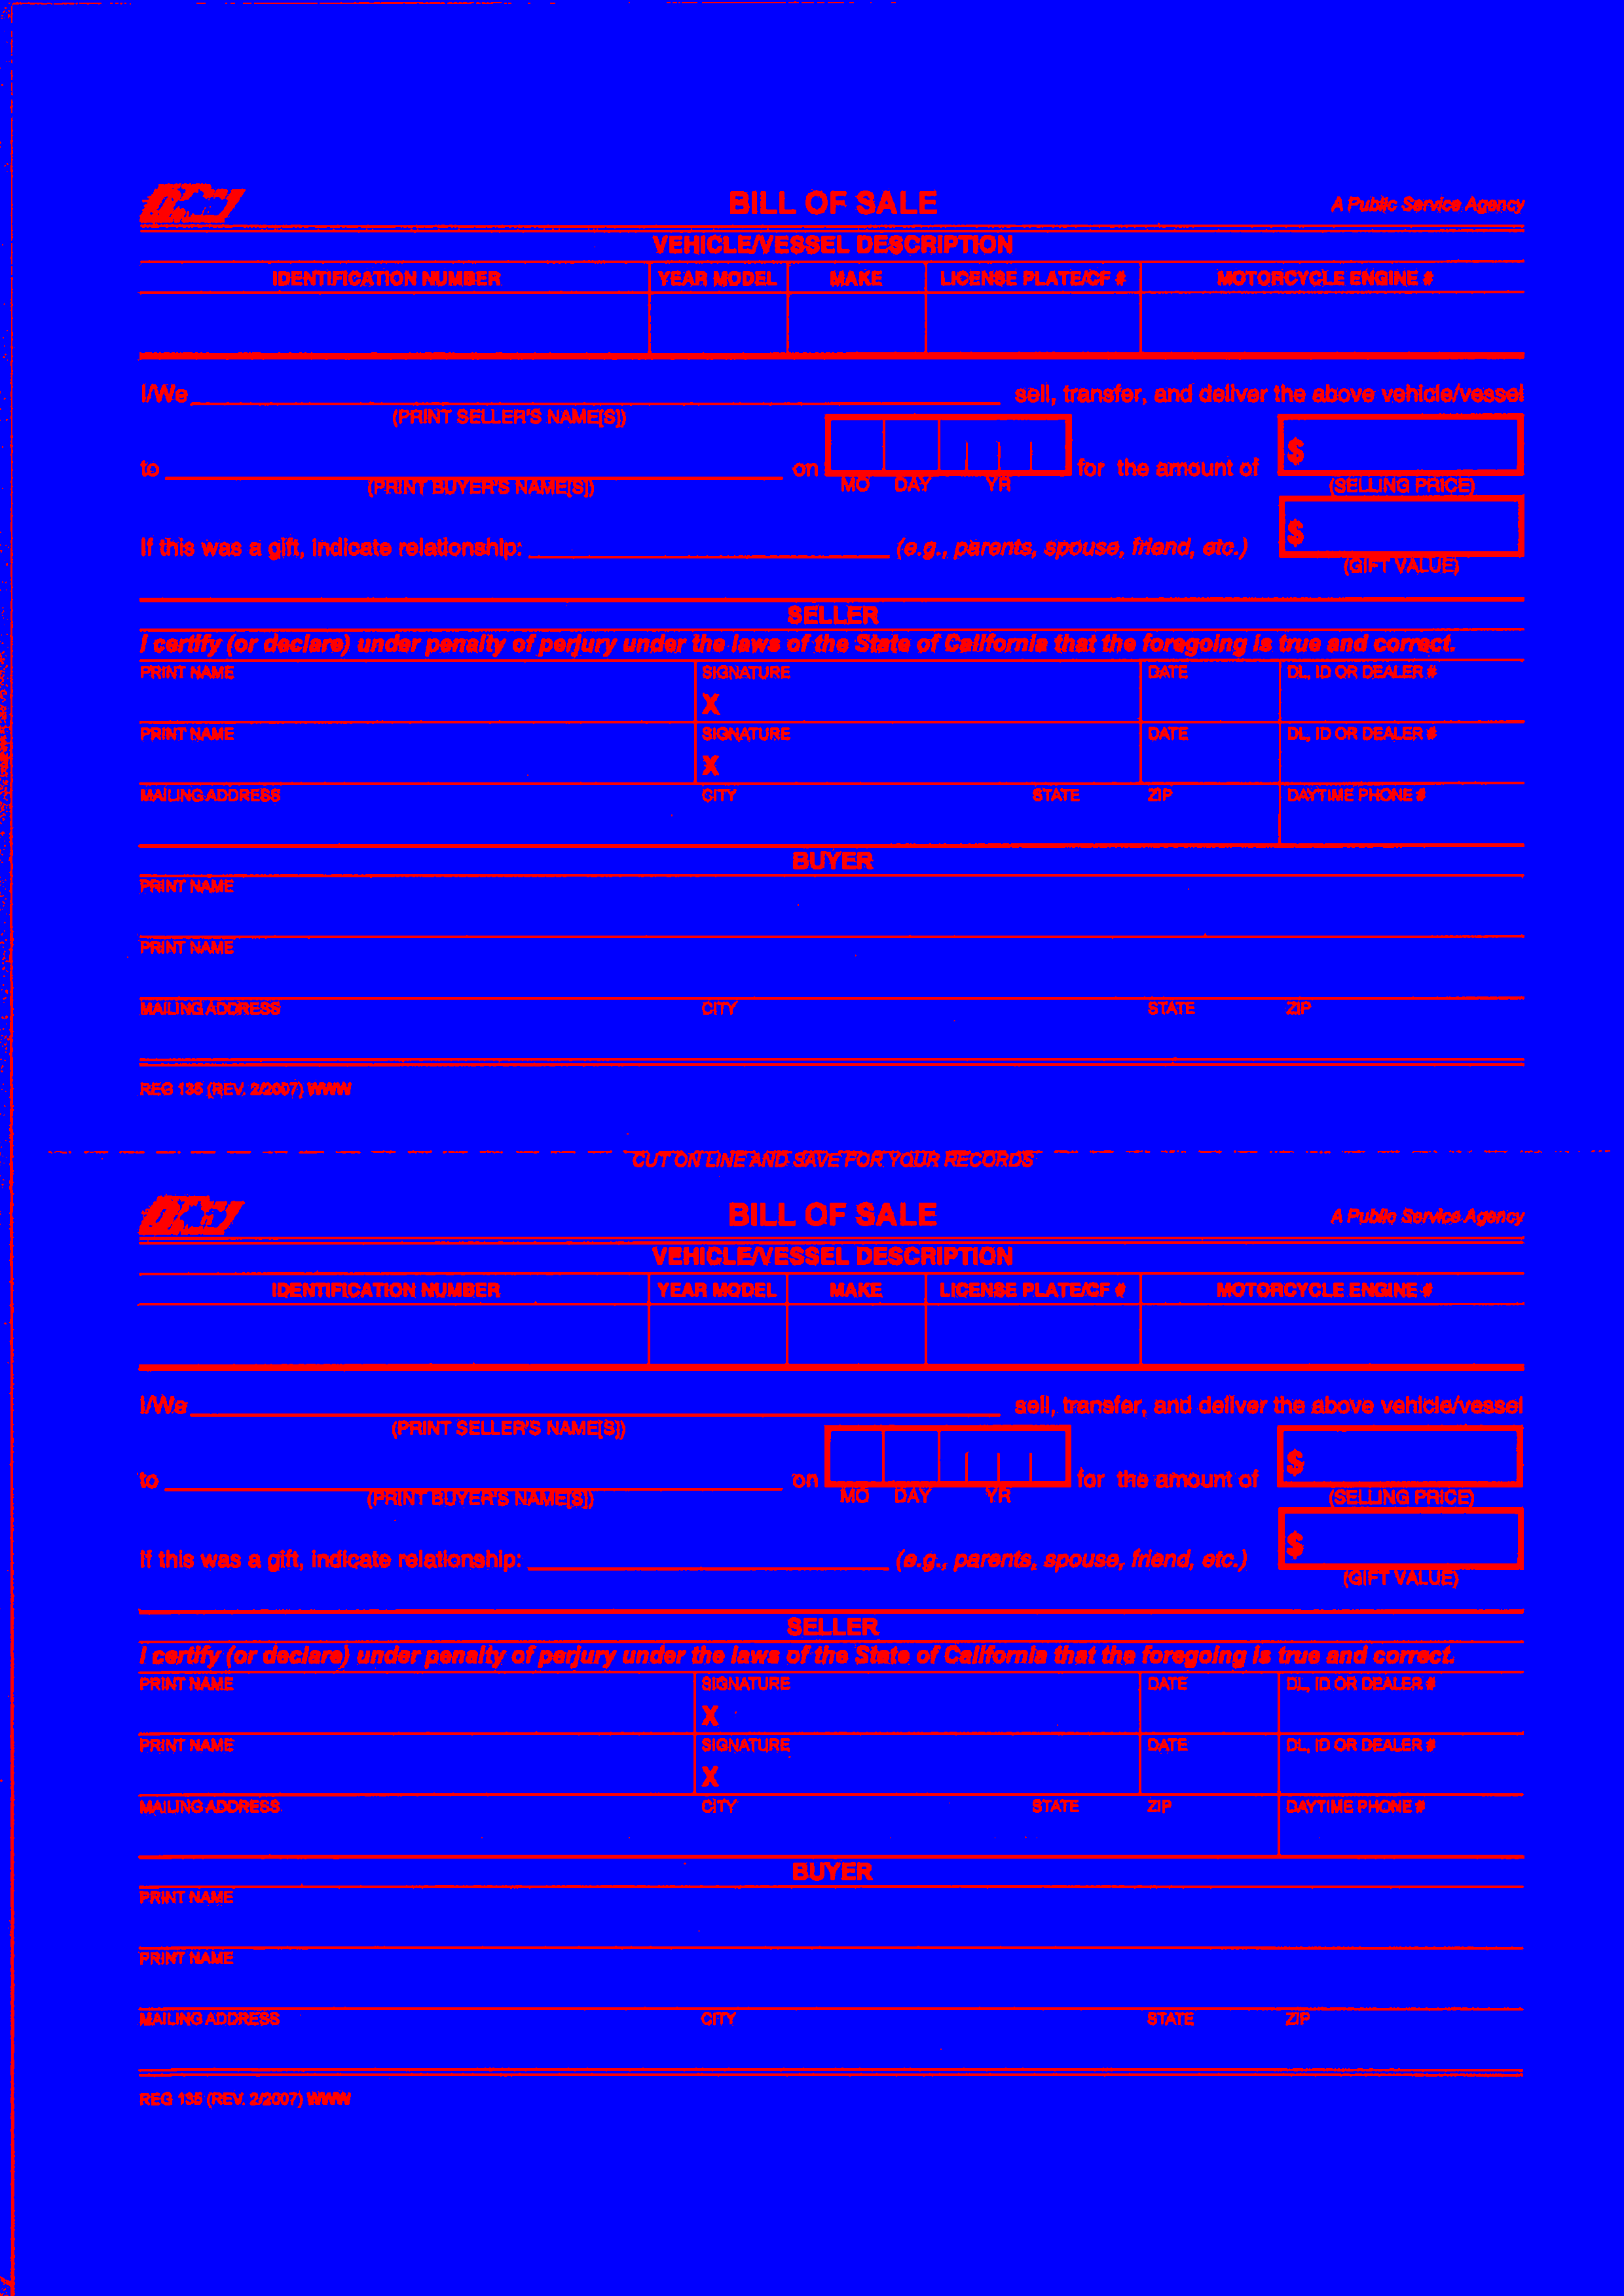 BILL OF SALE A Public Service Agency
VEHICLE/VESSEL DESCRIPTION
IDENTIFICATION NUMBER YEAR MODEL MAKE LICENSE PLATE/CF # MOTORCYCLE ENGINE #
I/We sell, transfer, and deliver the above vehicle/vessel
(PRINT SELLER'S NAME[S])
to on for the amount of $
(PRINT BUYER'S NAME[S]) MO DAY YR (SELLING PRICE)
If this was a gift, indicate relationship: (e.g., parents, spouse, friend, etc.) $
(GIFT VALUE)
SELLER
I certify (or declare) under penalty of perjury under the laws of the State of California that the foregoing is true and correct.
PRINT NAME SIGNATURE DATE DL, ID OR DEALER #
X
PRINT NAME SIGNATURE DATE DL, ID OR DEALER #
X
MAILING ADDRESS CITY STATE ZIP DAYTIME PHONE #
BUYER
PRINT NAME
PRINT NAME
MAILING ADDRESS CITY STATE ZIP
REG 135 (REV. 2/2007) WWW
CUT ON LINE AND SAVE FOR YOUR RECORDS
BILL OF SALE A Public Service Agency
VEHICLE/VESSEL DESCRIPTION
IDENTIFICATION NUMBER YEAR MODEL MAKE LICENSE PLATE/CF # MOTORCYCLE ENGINE #
I/We sell, transfer, and deliver the above vehicle/vessel
(PRINT SELLER'S NAME[S])
to on for the amount of $
(PRINT BUYER'S NAME[S]) MO DAY YR (SELLING PRICE)
If this was a gift, indicate relationship: (e.g., parents, spouse, friend, etc.) $
(GIFT VALUE)
SELLER
I certify (or declare) under penalty of perjury under the laws of the State of California that the foregoing is true and correct.
PRINT NAME SIGNATURE DATE DL, ID OR DEALER #
X
PRINT NAME SIGNATURE DATE DL, ID OR DEALER #
X
MAILING ADDRESS CITY STATE ZIP DAYTIME PHONE #
BUYER
PRINT NAME
PRINT NAME
MAILING ADDRESS CITY STATE ZIP
REG 135 (REV. 2/2007) WWW